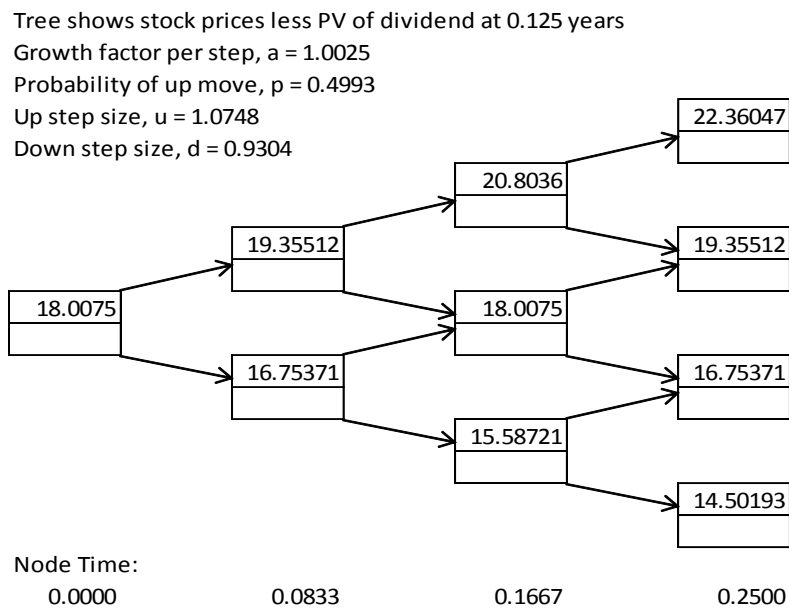 Tree shows stock prices less PV of dividend at 0.125 years
Growth factor per step, a = 1.0025
Probability of up move, p = 0.4993
Up step size, u = 1.0748
Down step size, d = 0.9304
22.36047
20.8036
19.35512
19.35512
18.0075
18.0075
16.75371
16.75371
15.58721
14.50193
Node Time:
0.0000 0.0833 0.1667 0.2500